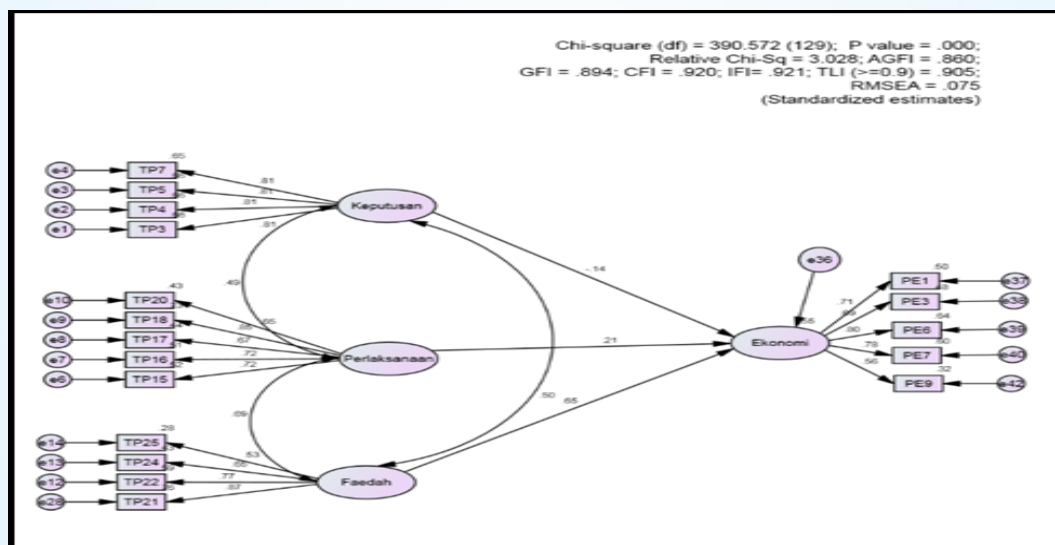 Chi-square (df) = 390.572 (129); P value = .000;
Relative Chi-Sq = 3.028; AGFI = .860;
GFI = .894; CFI = .920; IFI= .921; TLI (>=0.9) = .905;
RMSEA = .075
(Standardized estimates)
.65
e4 TP7 .81
e3 TP5 .81
e2 TP4 .81
e1 TP3 .81
Keputusan
-.14
.49
e36
.50
PE1 e37
.71
PE3 e38
.64
.80 PE6 e39
Ekonomi
.78 PE7 e40
.56 .32
PE9 e42
.43
e10 TP20 .65
e9 TP18
e8 TP17 .67
e7 TP16 .72
e6 TP15 .72
Perlaksanaan
.21
.50 .65
.69
.28
e14 TP25 .53
e13 TP24
e12 TP22 .77
e28 TP21 .87
Faedah